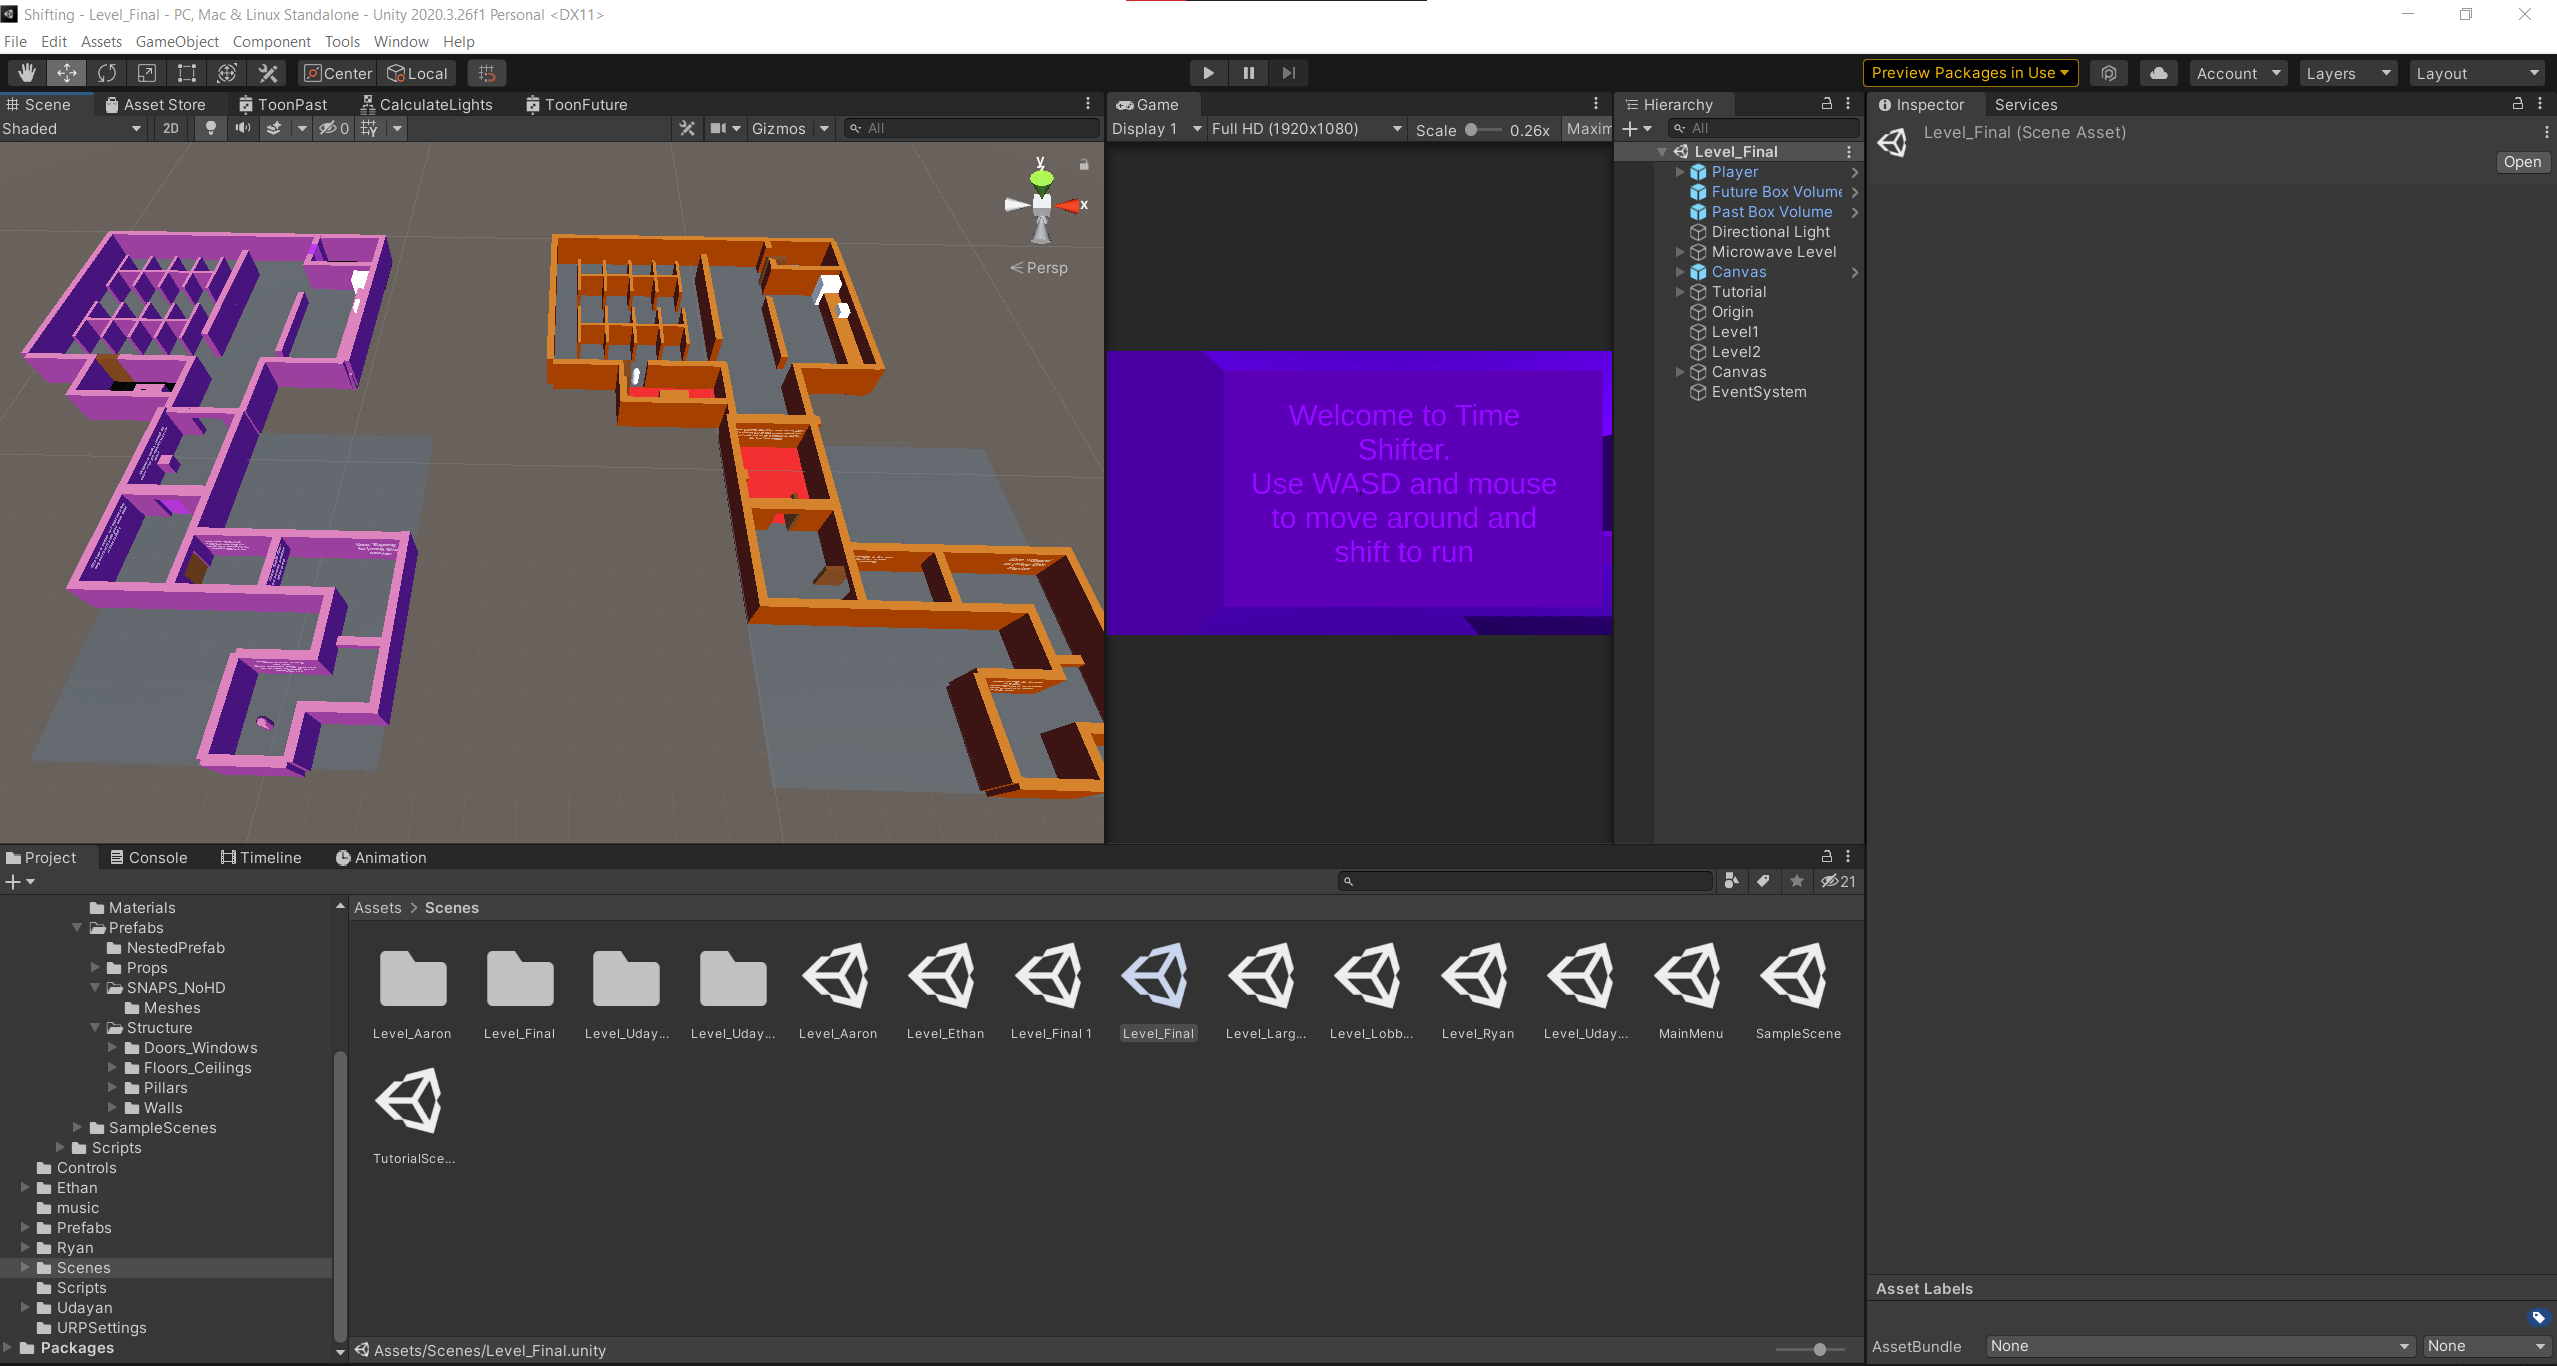 Shifting - Level_Final - PC, Mac & Linux Standalone - Unity 2020.3.26f1 Personal <DX11>
File Edit Assets GameObject Component Tools Window Help
Center Local
Preview Packages in Use Account Layers Layout
Scene Asset Store ToonPast CalculateLights ToonFuture
Shaded 2D 0 Gizmos All
y
x
Persp
Game
Display 1 Full HD (1920x1080) Scale 0.26x Maxim
Welcome to Time
Shifter.
Use WASD and mouse
to move around and
shift to run
Hierarchy
All
Level_Final
Player
Future Box Volume
Past Box Volume
Directional Light
Microwave Level
Canvas
Tutorial
Origin
Level1
Level2
Canvas
EventSystem
Inspector Services
Level_Final (Scene Asset)
Open
Project Console Timeline Animation
21
Materials
Prefabs
NestedPrefab
Props
SNAPS_NoHD
Meshes
Structure
Doors_Windows
Floors_Ceilings
Pillars
Walls
SampleScenes
Scripts
Controls
Ethan
music
Prefabs
Ryan
Scenes
Scripts
Udayan
URPSettings
Packages
Assets > Scenes
Level_Aaron Level_Final Level_Uday... Level_Uday... Level_Aaron Level_Ethan Level_Final 1 Level_Final Level_Larg... Level_Lobb... Level_Ryan Level_Uday... MainMenu SampleScene
TutorialSce...
Assets/Scenes/Level_Final.unity
Asset Labels
AssetBundle None None